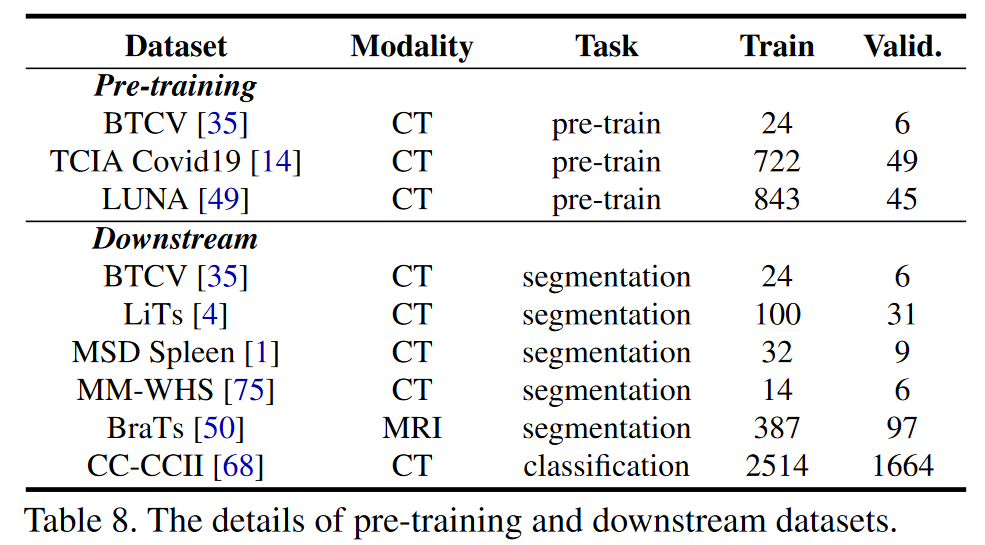 Dataset Modality Task Train Valid.
Pre-training
BTCV [35] CT pre-train 24 6
TCIA Covid19 [14] CT pre-train 722 49
LUNA [49] CT pre-train 843 45
Downstream
BTCV [35] CT segmentation 24 6
LiTs [4] CT segmentation 100 31
MSD Spleen [1] CT segmentation 32 9
MM-WHS [75] CT segmentation 14 6
BraTs [50] MRI segmentation 387 97
CC-CCII [68] CT classification 2514 1664
Table 8. The details of pre-training and downstream datasets.